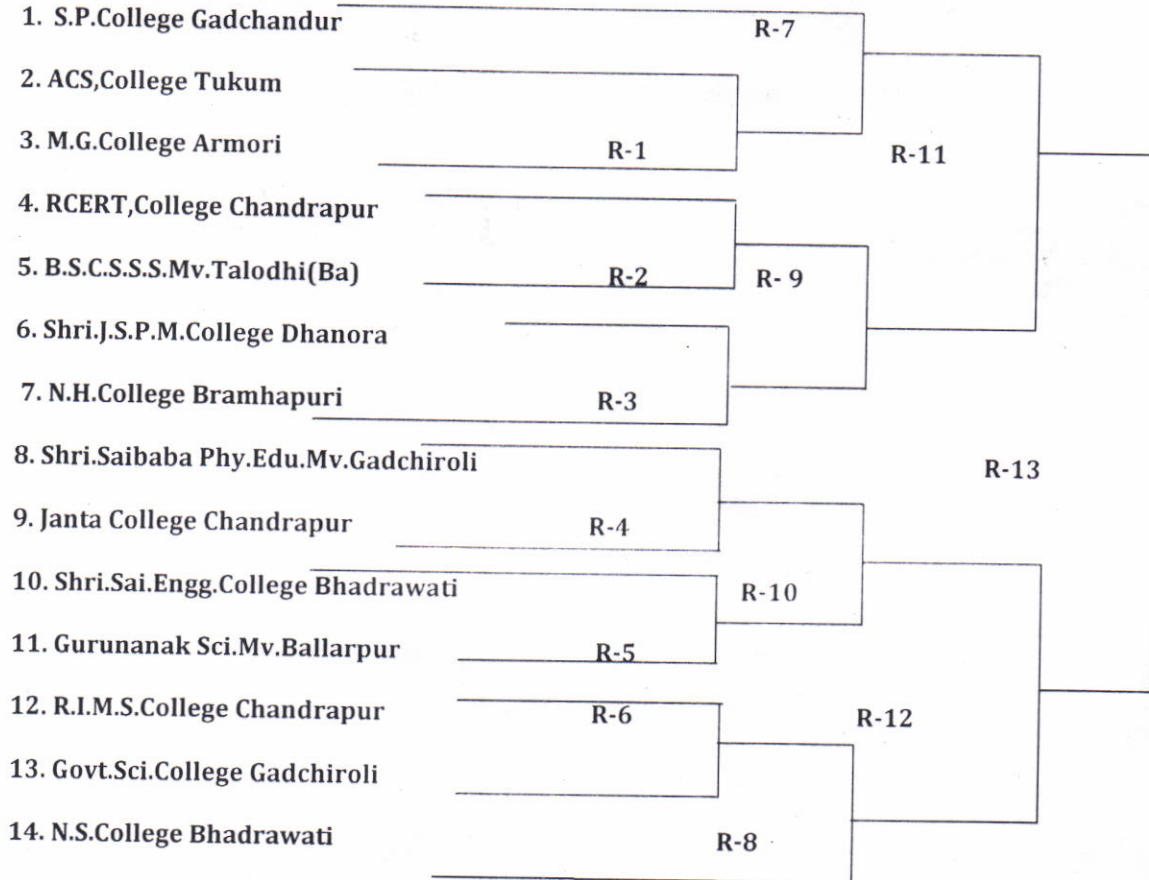 1. S.P.College Gadchandur
R-7
2. ACS,College Tukum
3. M.G.College Armori
R-1
R-11
4. RCERT,College Chandrapur
5. B.S.C.S.S.S.Mv.Talodhi(Ba)
R-2
R- 9
6. Shri.J.S.P.M.College Dhanora
7. N.H.College Bramhapuri
R-3
8. Shri.Saibaba Phy.Edu.Mv.Gadchiroli
R-13
9. Janta College Chandrapur
R-4
10. Shri.Sai.Engg.College Bhadrawati
R-10
11. Gurunanak Sci.Mv.Ballarpur
R-5
12. R.I.M.S.College Chandrapur
R-6
R-12
13. Govt.Sci.College Gadchiroli
14. N.S.College Bhadrawati
R-8